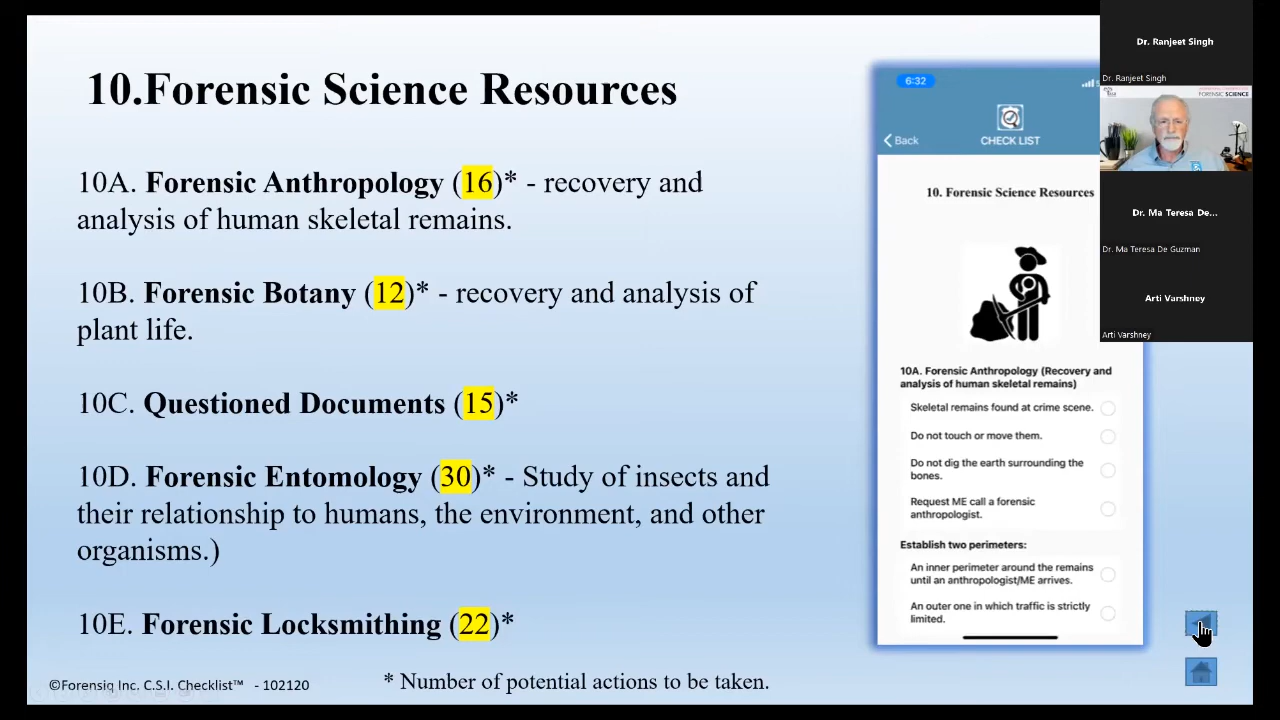 10.Forensic Science Resources
10A. Forensic Anthropology (16)* - recovery and
analysis of human skeletal remains.
10B. Forensic Botany (12)* - recovery and analysis of
plant life.
10C. Questioned Documents (15)*
10D. Forensic Entomology (30)* - Study of insects and
their relationship to humans, the environment, and other
organisms.)
10E. Forensic Locksmithing (22)*
©Forensiq Inc. C.S.I. Checklist™ - 102120
* Number of potential actions to be taken.
6:32
Back
CHECK LIST
10. Forensic Science Resources
10A. Forensic Anthropology (Recovery and
analysis of human skeletal remains)
Skeletal remains found at crime scene.
Do not touch or move them.
Do not dig the earth surrounding the
bones.
Request ME call a forensic
anthropologist.
Establish two perimeters:
An inner perimeter around the remains
until an anthropologist/ME arrives.
An outer one in which traffic is strictly
limited.
Dr. Ranjeet Singh
Dr. Ranjeet Singh
FORENSIC SCIENCE
Dr. Ma Teresa De...
Dr. Ma Teresa De Guzman
Arti Varshney
Arti Varshney